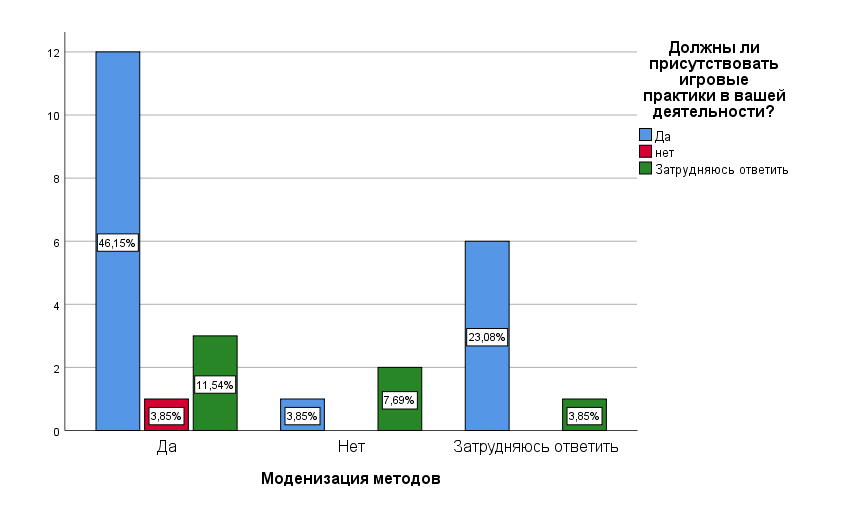 Должны ли
присутствовать
игровые
практики в вашей
деятельности?
Да
нет
Затрудняюсь ответить
12
10
8
6
4
2
0
46,15%
3,85%
11,54%
3,85%
7,69%
23,08%
3,85%
Да
Нет
Затрудняюсь ответить
Моденизация методов